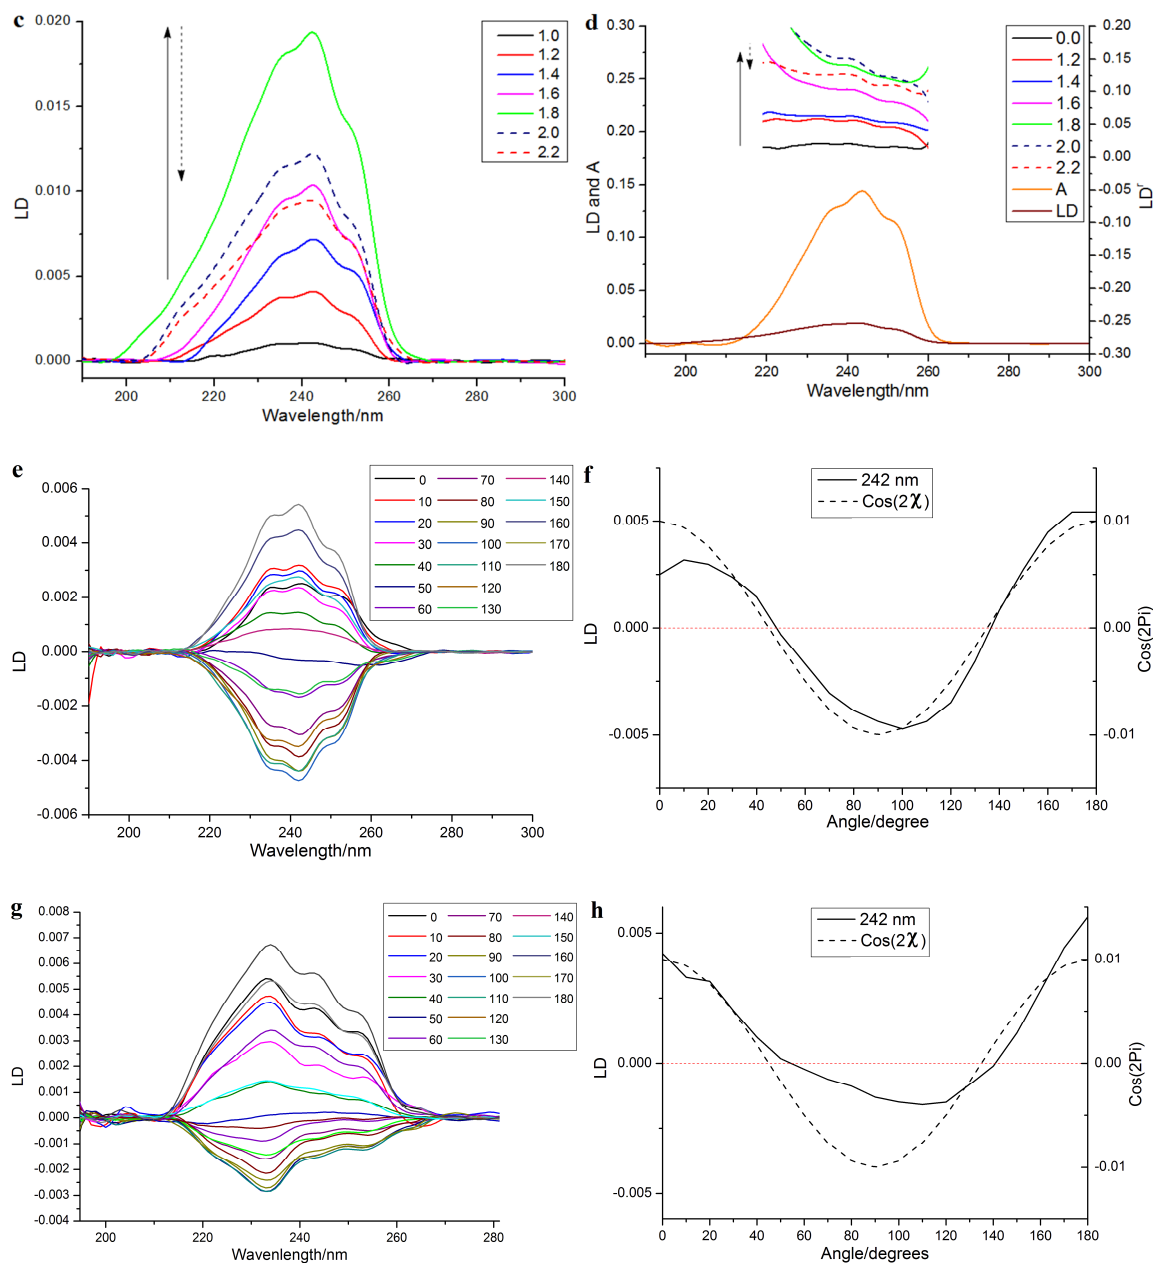 c
0.020
0.015
0.010
0.005
0.000
LD
200 220 240 260 280 300
Wavelength/nm
1.0
1.2
1.4
1.6
1.8
2.0
2.2
d
0.30
0.25
0.20
0.15
0.10
0.05
0.00
LD and A
200 220 240 260 280 300
Wavelength/nm
0.0
1.2
1.4
1.6
1.8
2.0
2.2
A
LD
0.20
0.15
0.10
0.05
0.00
-0.05
-0.10
-0.15
-0.20
-0.25
-0.30
LDʳ
e
0.006
0.004
0.002
0.000
-0.002
-0.004
-0.006
LD
200 220 240 260 280 300
Wavelength/nm
0 70 140
10 80 150
20 90 160
30 100 170
40 110 180
50 120
60 130
f
0.005
0.000
-0.005
LD
0 20 40 60 80 100 120 140 160 180
Angle/degree
242 nm
Cos(2χ)
0.01
0.00
-0.01
Cos(2Pi)
g
0.008
0.007
0.006
0.005
0.004
0.003
0.002
0.001
0.000
-0.001
-0.002
-0.003
-0.004
LD
200 220 240 260 280
Wavenlength/nm
0 70 140
10 80 150
20 90 160
30 100 170
40 110 180
50 120
60 130
h
0.005
0.000
-0.005
LD
0 20 40 60 80 100 120 140 160 180
Angle/degrees
242 nm
Cos(2χ)
0.01
0.00
-0.01
Cos(2Pi)